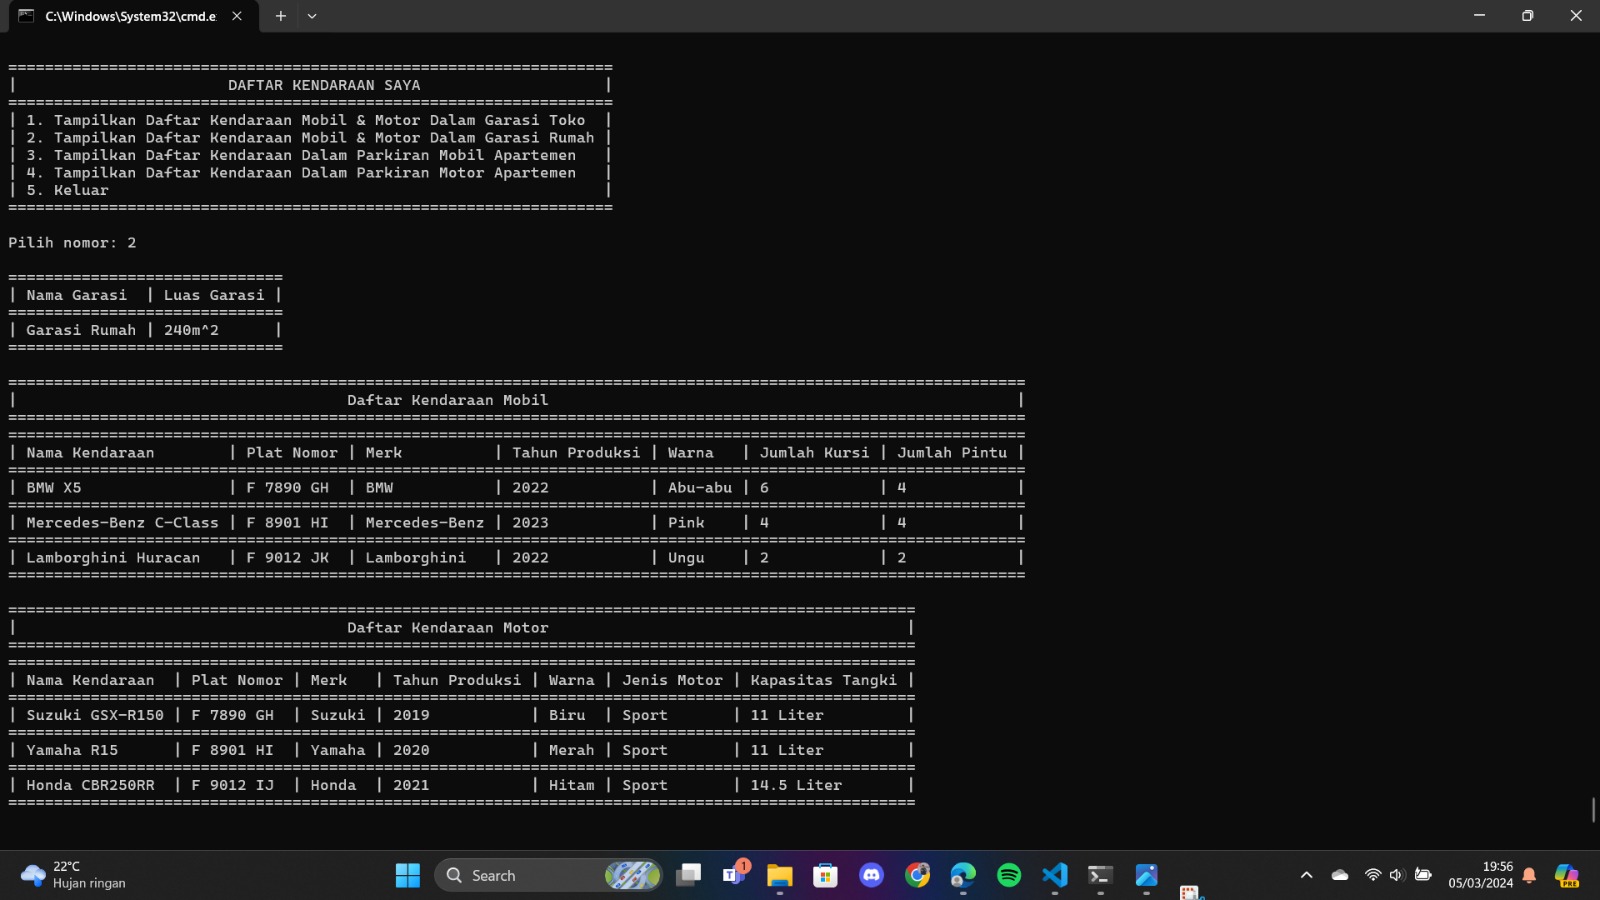 C:\Windows\System32\cmd.e
==================================================================
| DAFTAR KENDARAAN SAYA |
==================================================================
| 1. Tampilkan Daftar Kendaraan Mobil & Motor Dalam Garasi Toko |
| 2. Tampilkan Daftar Kendaraan Mobil & Motor Dalam Garasi Rumah |
| 3. Tampilkan Daftar Kendaraan Dalam Parkiran Mobil Apartemen |
| 4. Tampilkan Daftar Kendaraan Dalam Parkiran Motor Apartemen |
| 5. Keluar |
==================================================================
Pilih nomor: 2
==============================
| Nama Garasi | Luas Garasi |
==============================
| Garasi Rumah | 240m^2 |
==============================
===============================================================================================================
| Daftar Kendaraan Mobil |
===============================================================================================================
===============================================================================================================
| Nama Kendaraan | Plat Nomor | Merk | Tahun Produksi | Warna | Jumlah Kursi | Jumlah Pintu |
===============================================================================================================
| BMW X5 | F 7890 GH | BMW | 2022 | Abu-abu | 6 | 4 |
===============================================================================================================
| Mercedes-Benz C-Class | F 8901 HI | Mercedes-Benz | 2023 | Pink | 4 | 4 |
===============================================================================================================
| Lamborghini Huracan | F 9012 JK | Lamborghini | 2022 | Ungu | 2 | 2 |
===============================================================================================================
===================================================================================================
| Daftar Kendaraan Motor |
===================================================================================================
===================================================================================================
| Nama Kendaraan | Plat Nomor | Merk | Tahun Produksi | Warna | Jenis Motor | Kapasitas Tangki |
===================================================================================================
| Suzuki GSX-R150 | F 7890 GH | Suzuki | 2019 | Biru | Sport | 11 Liter |
===================================================================================================
| Yamaha R15 | F 8901 HI | Yamaha | 2020 | Merah | Sport | 11 Liter |
===================================================================================================
| Honda CBR250RR | F 9012 IJ | Honda | 2021 | Hitam | Sport | 14.5 Liter |
===================================================================================================
22°C
Hujan ringan
Search
1
19:56
05/03/2024
PRE